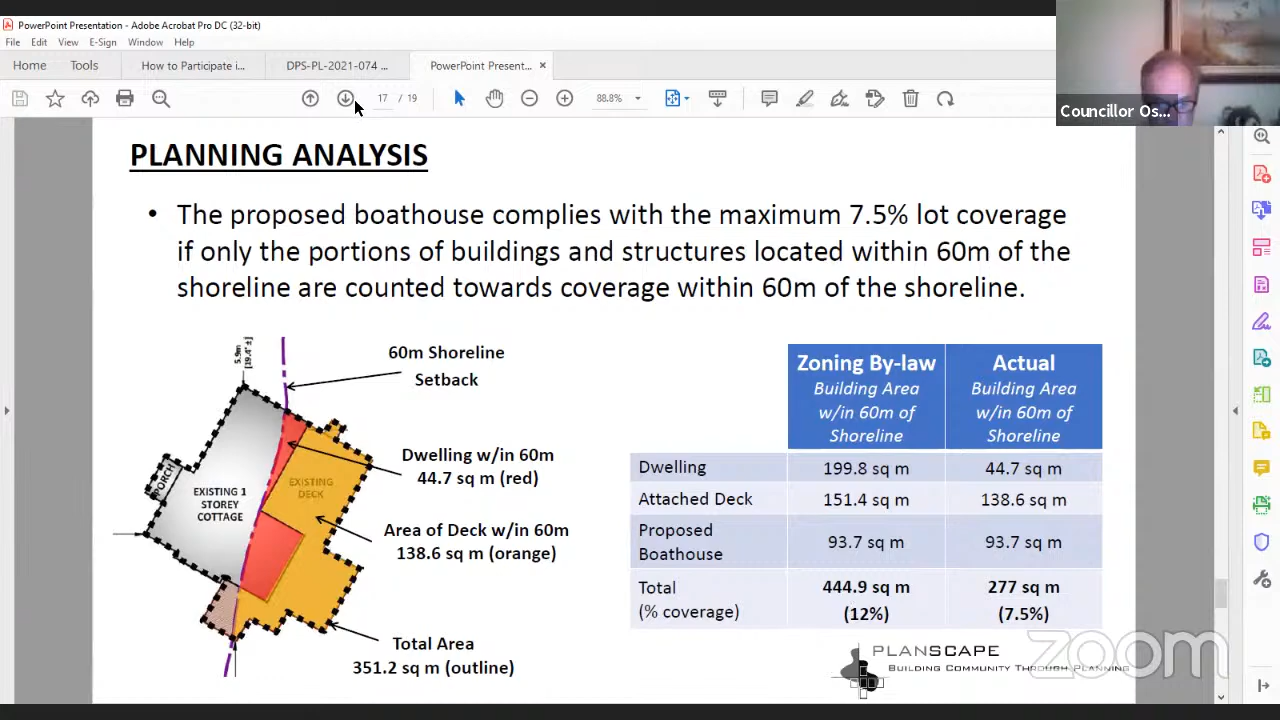 PowerPoint Presentation - Adobe Acrobat Pro DC (32-bit)
File Edit View E-Sign Window Help
Home Tools How to Participate i... DPS-PL-2021-074 ... PowerPoint Present... ×
17 / 19 88.8%
Councillor Os...
PLANNING ANALYSIS
• The proposed boathouse complies with the maximum 7.5% lot coverage
if only the portions of buildings and structures located within 60m of the
shoreline are counted towards coverage within 60m of the shoreline.
5.9m
[19.4'±]
60m Shoreline
Setback
Dwelling w/in 60m
44.7 sq m (red)
Area of Deck w/in 60m
138.6 sq m (orange)
Total Area
351.2 sq m (outline)
PORCH
EXISTING 1
STOREY
COTTAGE
EXISTING
DECK
Zoning By-law Actual
Building Area Building Area
w/in 60m of w/in 60m of
Shoreline Shoreline
Dwelling 199.8 sq m 44.7 sq m
Attached Deck 151.4 sq m 138.6 sq m
Proposed
Boathouse 93.7 sq m 93.7 sq m
Total 444.9 sq m 277 sq m
(% coverage) (12%) (7.5%)
PLANSCAPE
BUILDING COMMUNITY THROUGH PLANNING
zoom